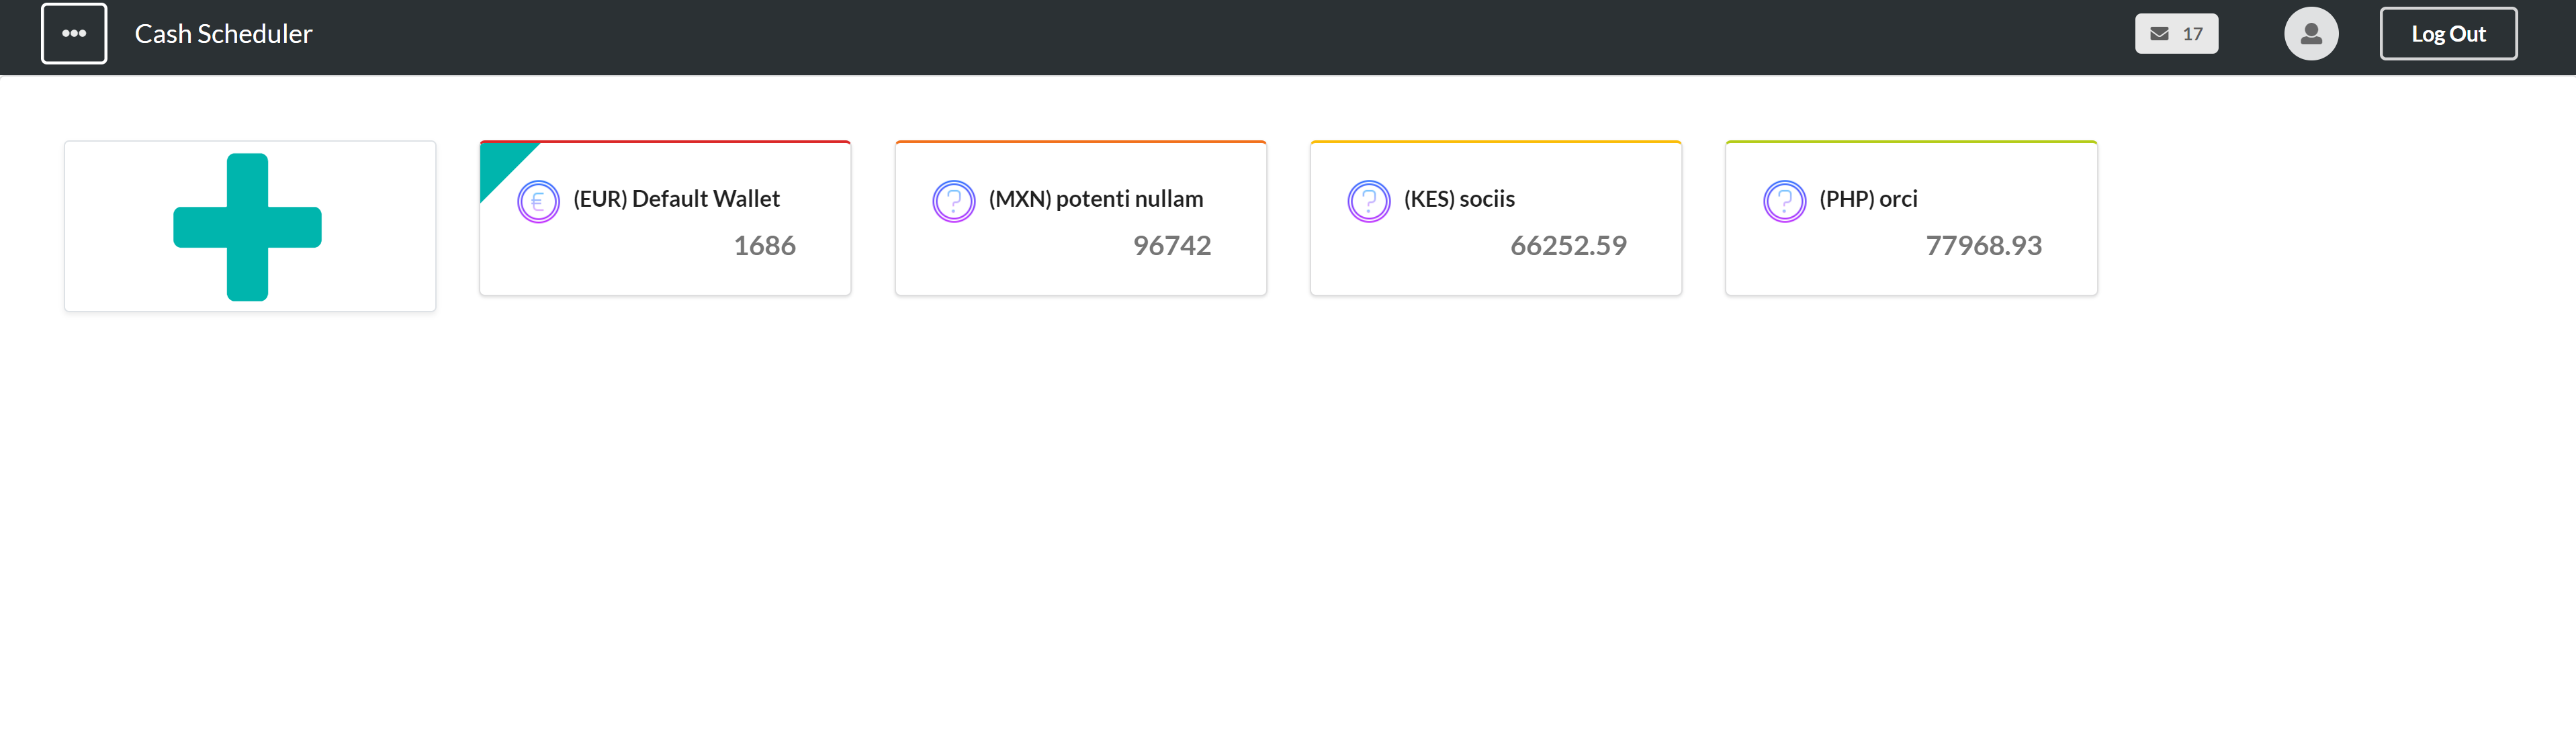 Cash Scheduler
17
Log Out
(EUR) Default Wallet
1686
(MXN) potenti nullam
96742
(KES) sociis
66252.59
(PHP) orci
77968.93